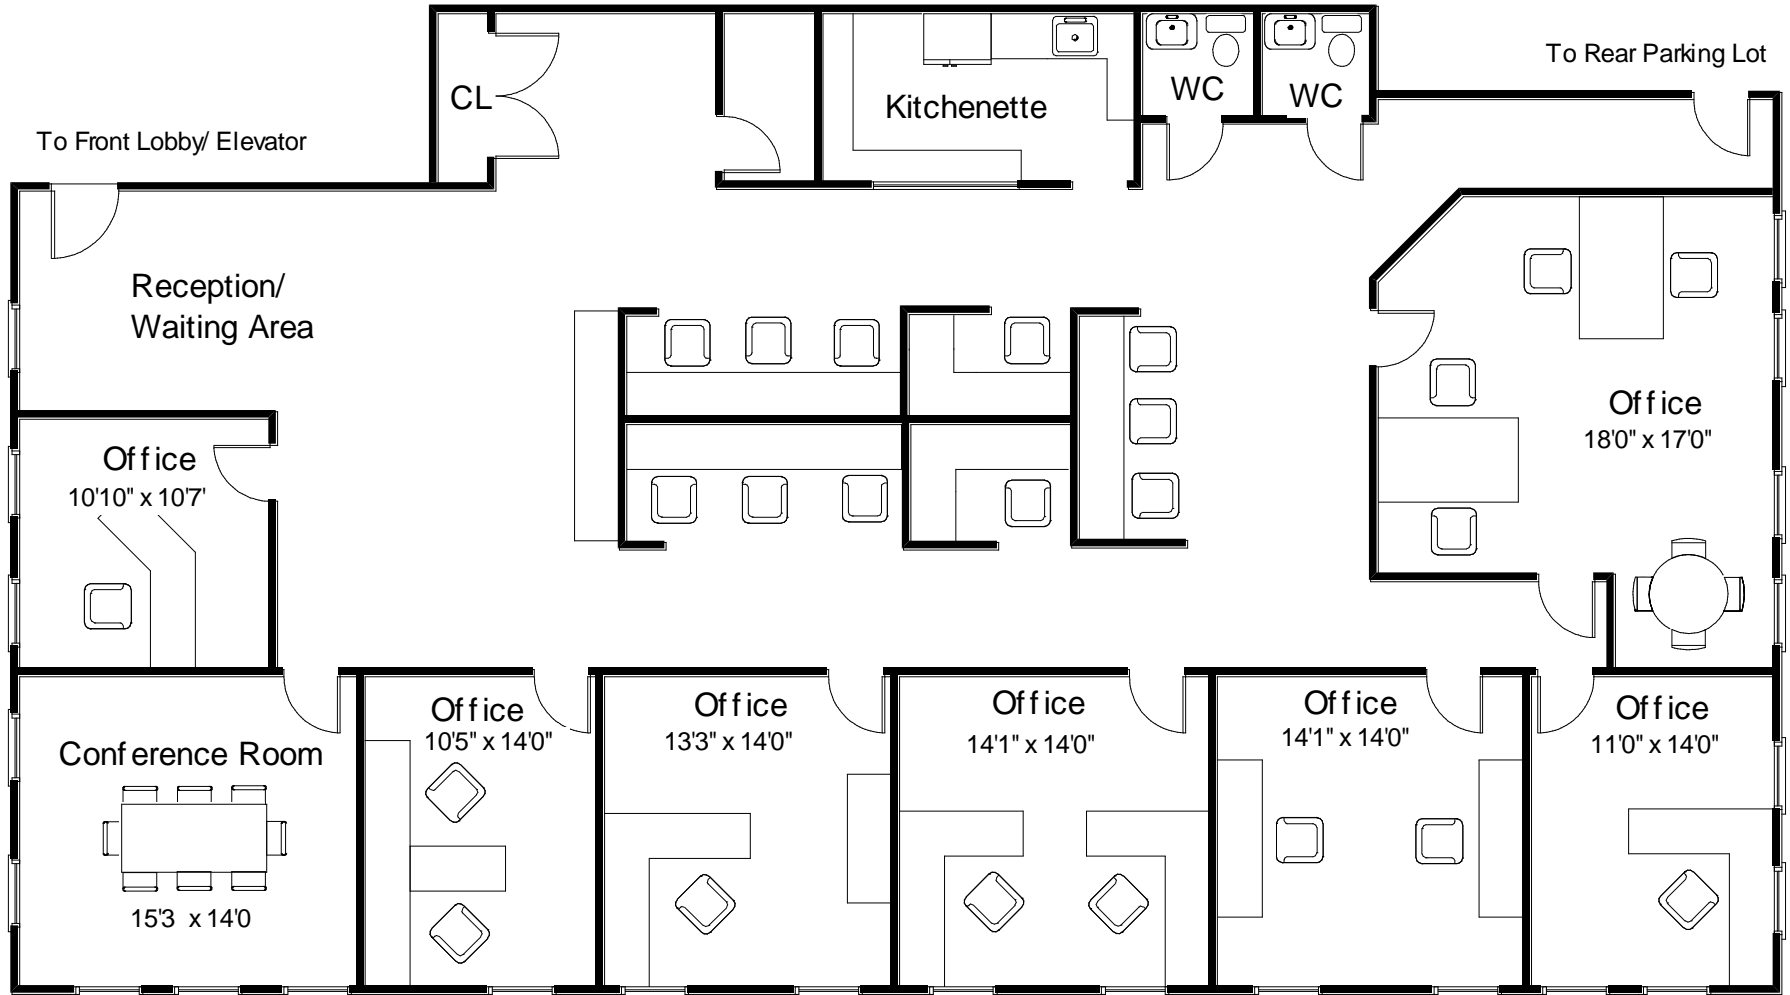 To Rear Parking Lot
CL
Kitchenette
WC
WC
To Front Lobby/ Elevator
Reception/
Waiting Area
Office
18'0" x 17'0"
Office
10'10" x 10'7'
Office
10'5" x 14'0"
Office
13'3" x 14'0"
Office
14'1" x 14'0"
Office
14'1" x 14'0"
Office
11'0" x 14'0"
Conference Room
15'3 x 14'0